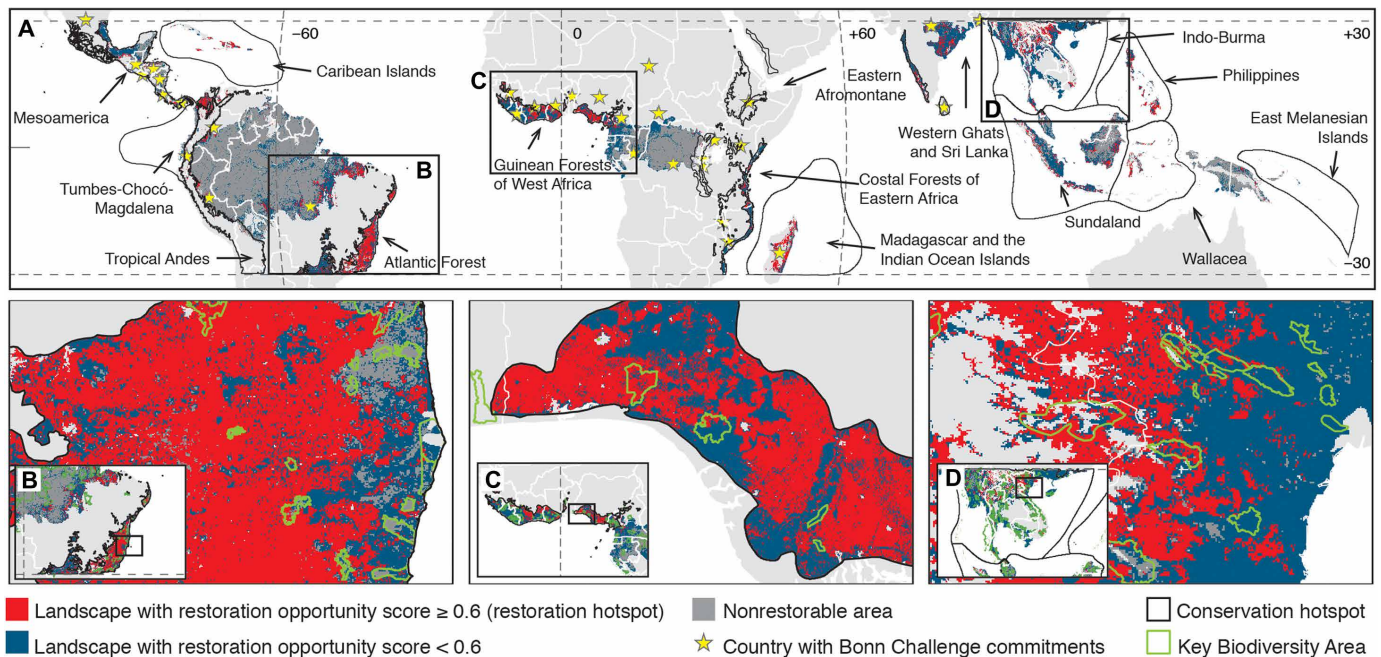 A
−60
0
+60
+30
Caribean Islands
Mesoamerica
C
Eastern
Afromontane
Indo-Burma
Philippines
D
East Melanesian
Islands
Western Ghats
and Sri Lanka
Guinean Forests
of West Africa
B
Tumbes-Chocó-
Magdalena
Costal Forests of
Eastern Africa
Sundaland
Tropical Andes
Atlantic Forest
Madagascar and the
Indian Ocean Islands
Wallacea
−30
B
C
D
Landscape with restoration opportunity score ≥ 0.6 (restoration hotspot)
Nonrestorable area
Conservation hotspot
Landscape with restoration opportunity score < 0.6
Country with Bonn Challenge commitments
Key Biodiversity Area